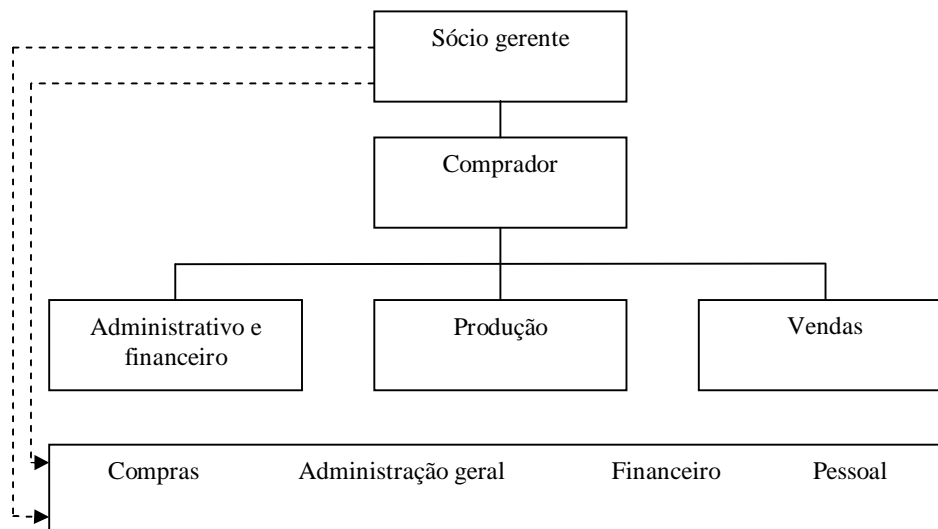 Sócio gerente
Comprador
Administrativo e
financeiro
Produção
Vendas
Compras Administração geral Financeiro Pessoal